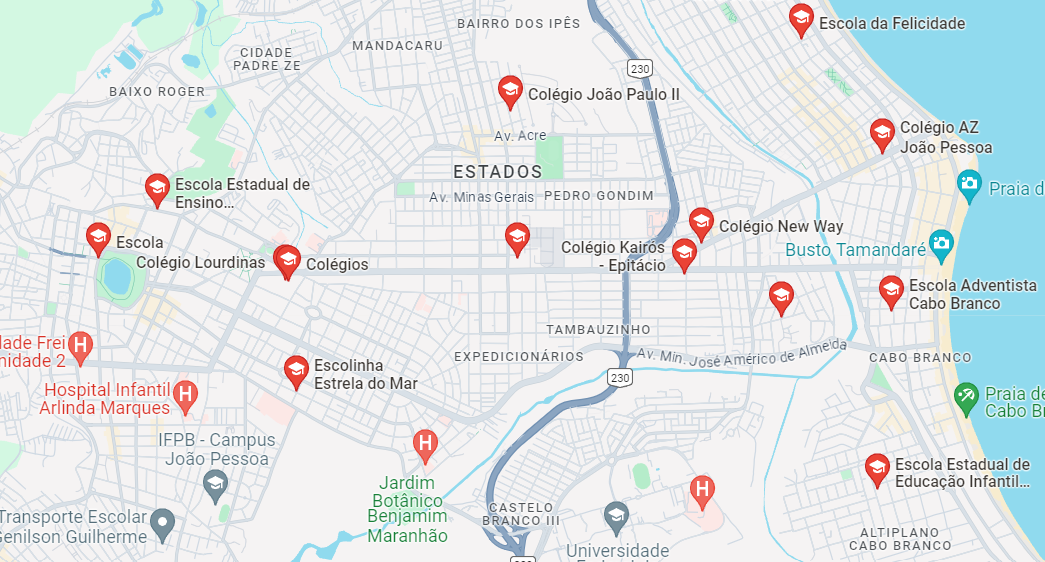 BAIRRO DOS IPÊS
Escola da Felicidade
MANDACARU
CIDADE
PADRE ZE
230
BAIXO ROGER
Colégio João Paulo II
Av. Acre
Colégio AZ
João Pessoa
ESTADOS
Escola Estadual de
Ensino...
Av. Minas Gerais
PEDRO GONDIM
Praia d
Colégio New Way
Escola
Colégio Kairós
- Epitácio
Busto Tamandaré
Colégio Lourdinas
Colégios
Escola Adventista
Cabo Branco
TAMBAUZINHO
dade Frei
nidade 2
H
EXPEDICIONÁRIOS
Av. Min. José Américo de Almeida
CABO BRANCO
Escolinha
Estrela do Mar
230
Hospital Infantil
Arlinda Marques
H
Praia de
Cabo B
IFPB - Campus
João Pessoa
H
Escola Estadual de
Educação Infantil...
Jardim
Botânico
Benjamim
Maranhão
H
CASTELO
BRANCO III
Transporte Escolar
Genilson Guilherme
ALTIPLANO
CABO BRANCO
Universidade